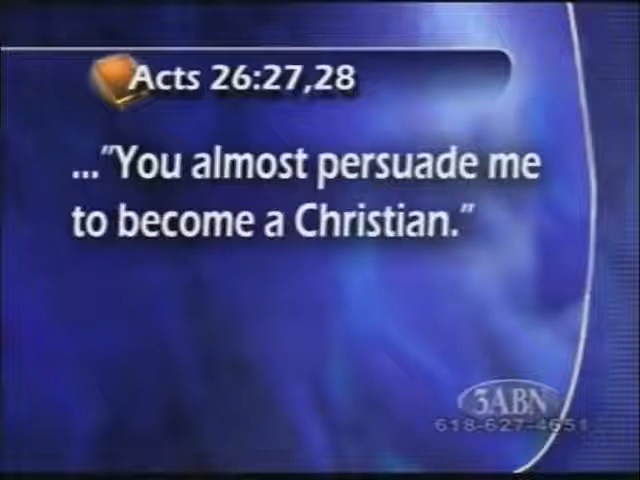 Acts 26:27,28
..."You almost persuade me
to become a Christian."
3ABN
618-627-4651